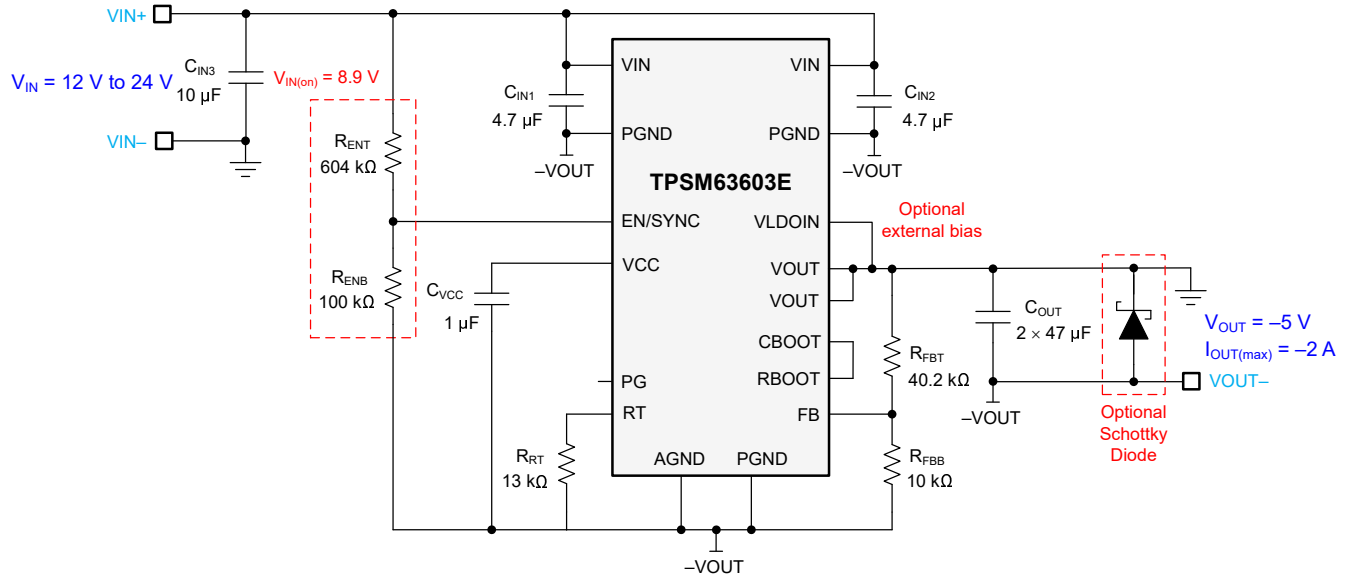 VIN+
VIN
VIN
CIN3
10 µF
VIN = 12 V to 24 V
VIN(on) = 8.9 V
CIN1
4.7 µF
CIN2
4.7 µF
VIN–
PGND
PGND
RENT
604 kΩ
–VOUT
–VOUT
TPSM63603E
EN/SYNC
VLDOIN
Optional
external bias
VCC
VOUT
RENB
100 kΩ
CVCC
1 µF
VOUT
COUT
2 × 47 µF
VOUT = –5 V
IOUT(max) = –2 A
CBOOT
RFBT
40.2 kΩ
PG
RBOOT
VOUT–
RT
FB
–VOUT
Optional
Schottky
Diode
RRT
13 kΩ
AGND
PGND
RFBB
10 kΩ
–VOUT